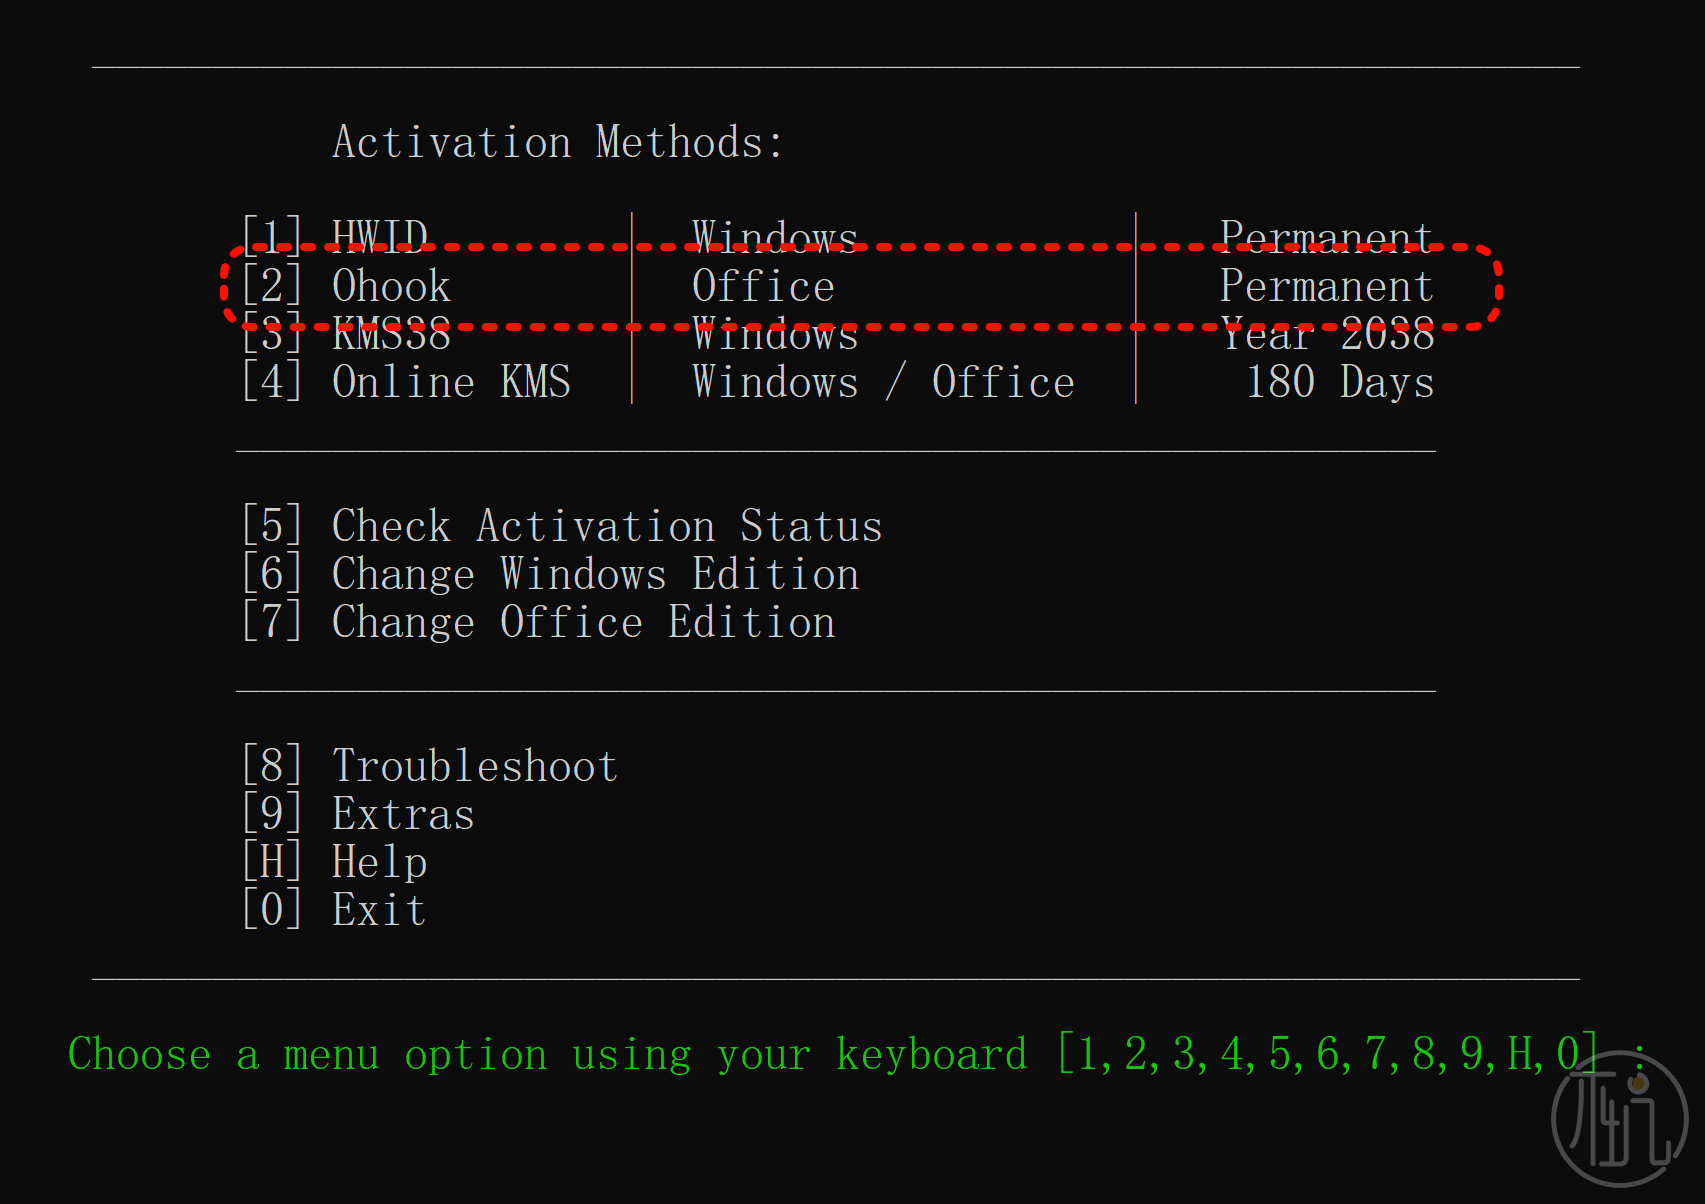 Activation Methods:
[1] HWID | Windows | Permanent
[2] Ohook | Office | Permanent
[3] KMS38 | Windows | Year 2038
[4] Online KMS | Windows / Office | 180 Days
[5] Check Activation Status
[6] Change Windows Edition
[7] Change Office Edition
[8] Troubleshoot
[9] Extras
[H] Help
[0] Exit
Choose a menu option using your keyboard [1,2,3,4,5,6,7,8,9,H,0] :